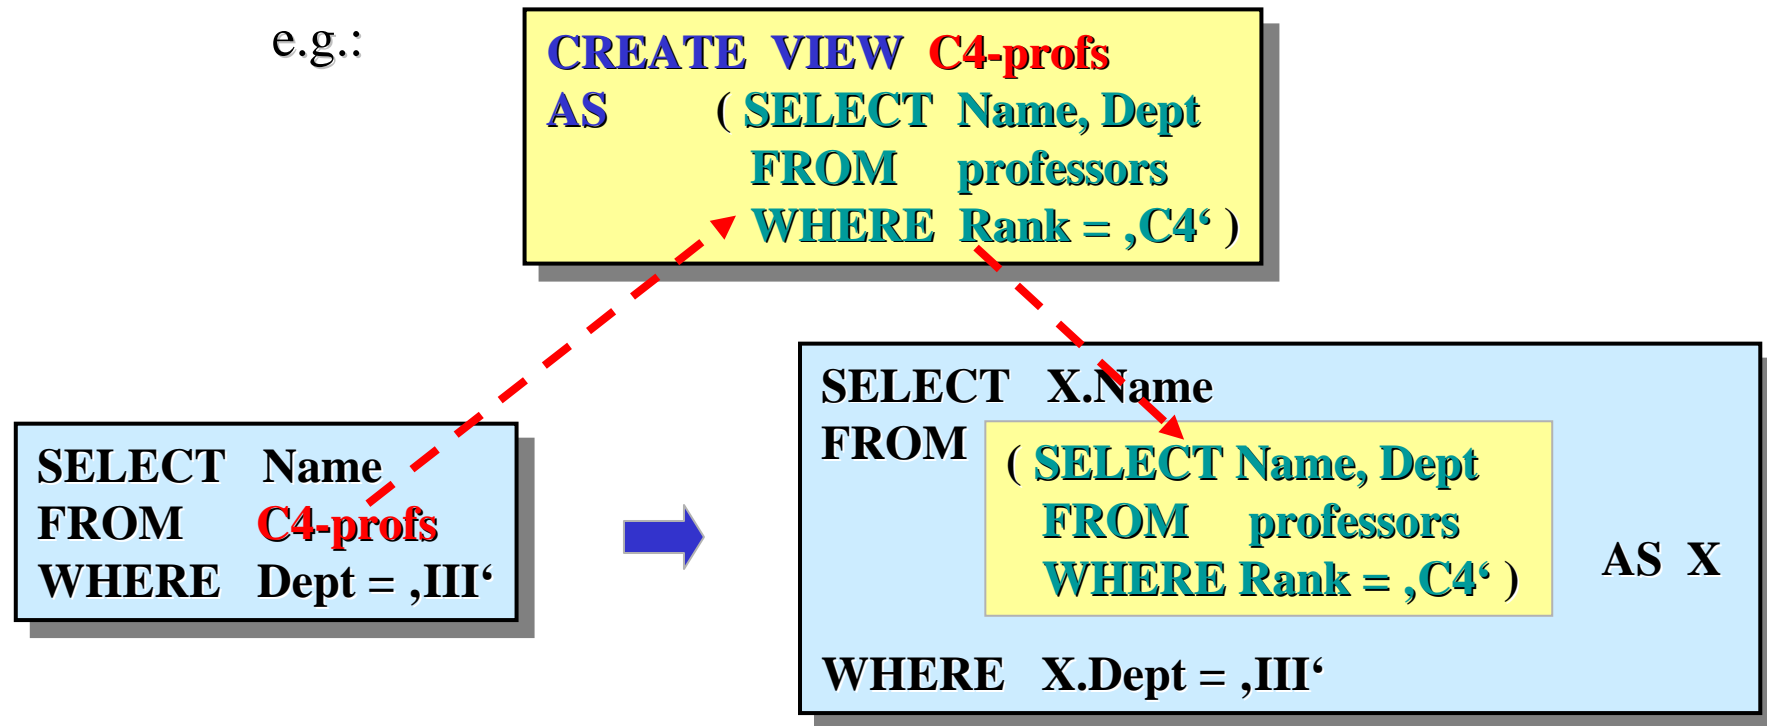 e.g.:
CREATE VIEW C4-profs
AS ( SELECT Name, Dept
FROM professors
WHERE Rank = ‚C4‘ )
SELECT Name
FROM C4-profs
WHERE Dept = ‚III‘
SELECT X.Name
FROM
( SELECT Name, Dept
FROM professors
WHERE Rank = ‚C4‘ )
AS X
WHERE X.Dept = ‚III‘